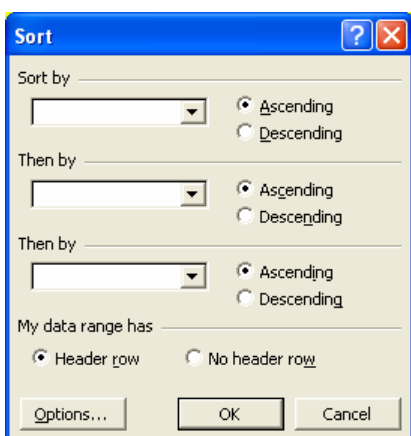 Sort
Sort by
Ascending
Descending
Then by
Ascending
Descending
Then by
Ascending
Descending
My data range has
Header row
No header row
Options...
OK
Cancel